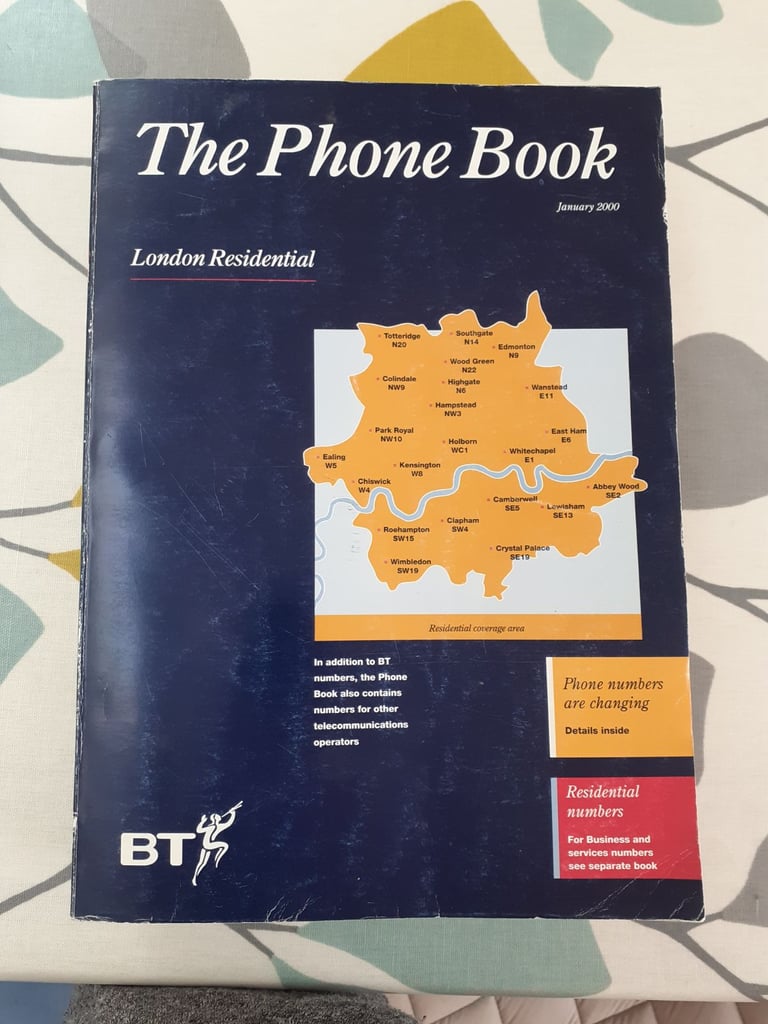 The Phone Book
January 2000
London Residential
Totteridge
N20
Southgate
N14
Edmonton
N9
Wood Green
N22
Colindale
NW9
Highgate
N6
Wanstead
E11
Hampstead
NW3
Park Royal
NW10
East Ham
E6
Holborn
WC1
Whitechapel
E1
Ealing
W5
Kensington
W8
Chiswick
W4
Abbey Wood
SE2
Camberwell
SE5
Lewisham
SE13
Roehampton
SW15
Clapham
SW4
Crystal Palace
SE19
Wimbledon
SW19
Residential coverage area
In addition to BT
numbers, the Phone
Book also contains
numbers for other
telecommunications
operators
Phone numbers
are changing
Details inside
Residential
numbers
For Business and
services numbers
see separate book
BT